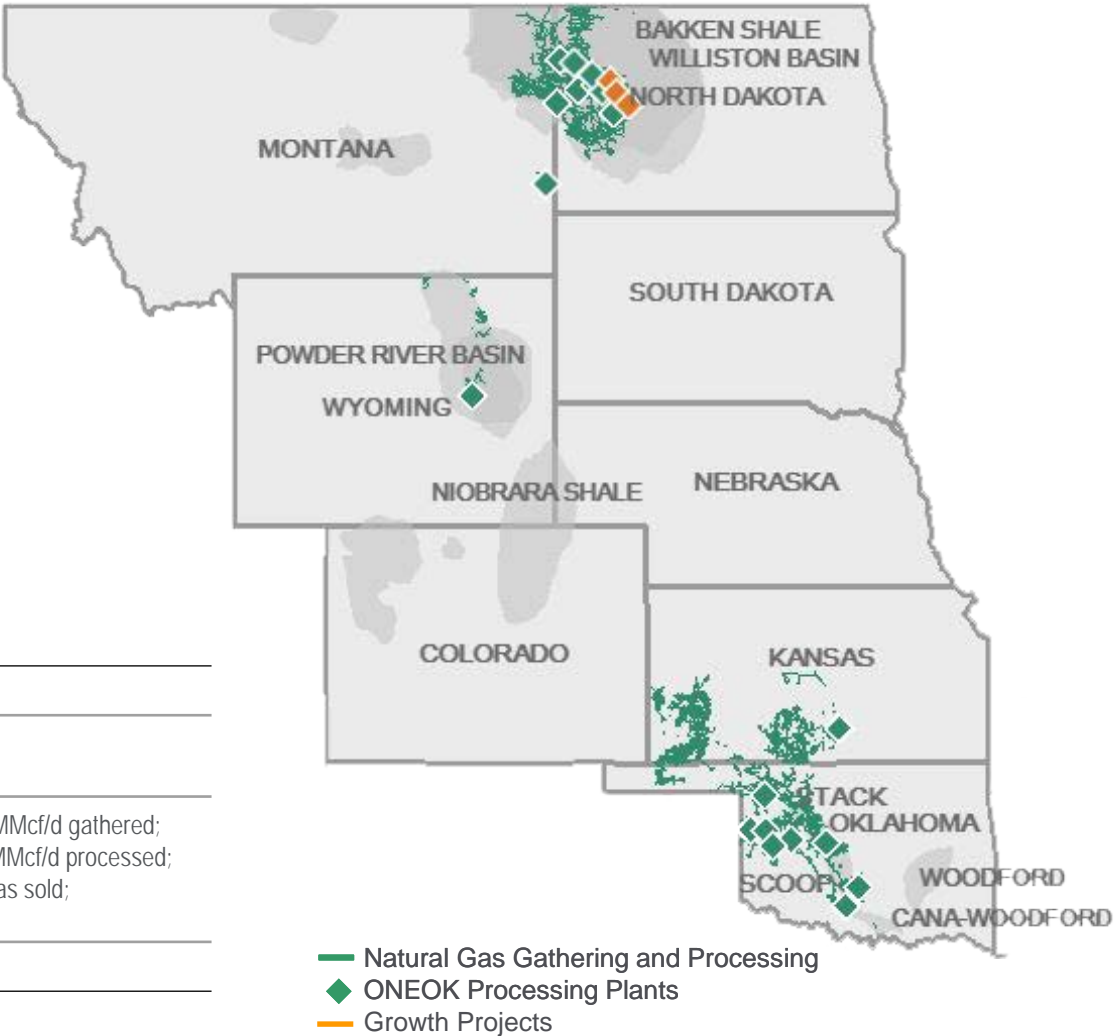 BAKKEN SHALE
WILLISTON BASIN
NORTH DAKOTA
MONTANA
SOUTH DAKOTA
POWDER RIVER BASIN
WYOMING
NEBRASKA
NIOBRARA SHALE
COLORADO
KANSAS
STACK
OKLAHOMA
SCOOP
WOODFORD
CANA-WOODFORD
MMcf/d gathered;
MMcf/d processed;
as sold;
Natural Gas Gathering and Processing
ONEOK Processing Plants
Growth Projects